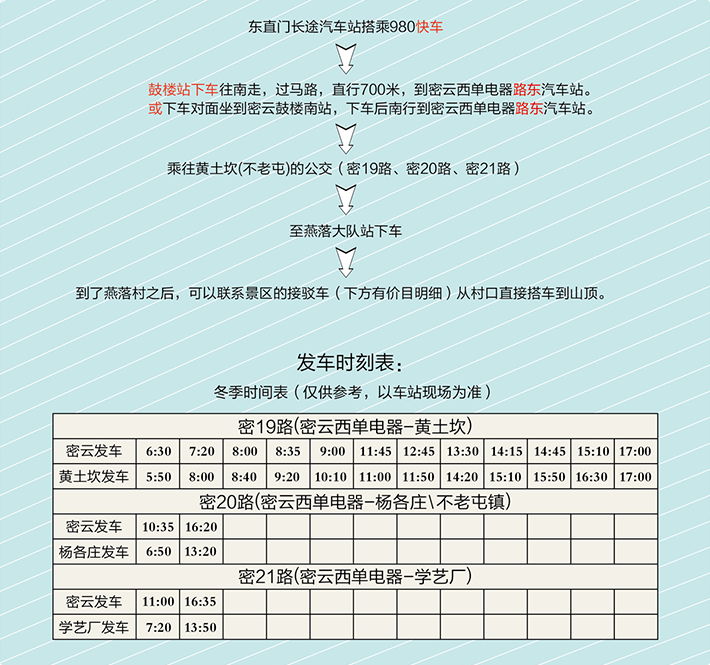 东直门长途汽车站搭乘980快车
鼓楼站下车往南走，过马路，直行700米，到密云西单电器路东汽车站。
或下车对面坐到密云鼓楼南站，下车后南行到密云西单电器路东汽车站。
乘往黄土坎(不老屯)的公交（密19路、密20路、密21路）
至燕落大队站下车
到了燕落村之后，可以联系景区的接驳车（下方有价目明细）从村口直接搭车到山顶。
发车时刻表：
冬季时间表（仅供参考，以车站现场为准）
密19路(密云西单电器-黄土坎)
密云发车 6:30 7:20 8:00 8:35 9:00 11:45 12:45 13:30 14:15 14:45 15:10 17:00
黄土坎发车 5:50 8:00 8:40 9:20 10:10 11:00 11:50 14:20 15:10 15:50 16:30 17:00
密20路(密云西单电器-杨各庄\不老屯镇)
密云发车 10:35 16:20
杨各庄发车 6:50 13:20
密21路(密云西单电器-学艺厂)
密云发车 11:00 16:35
学艺厂发车 7:20 13:50